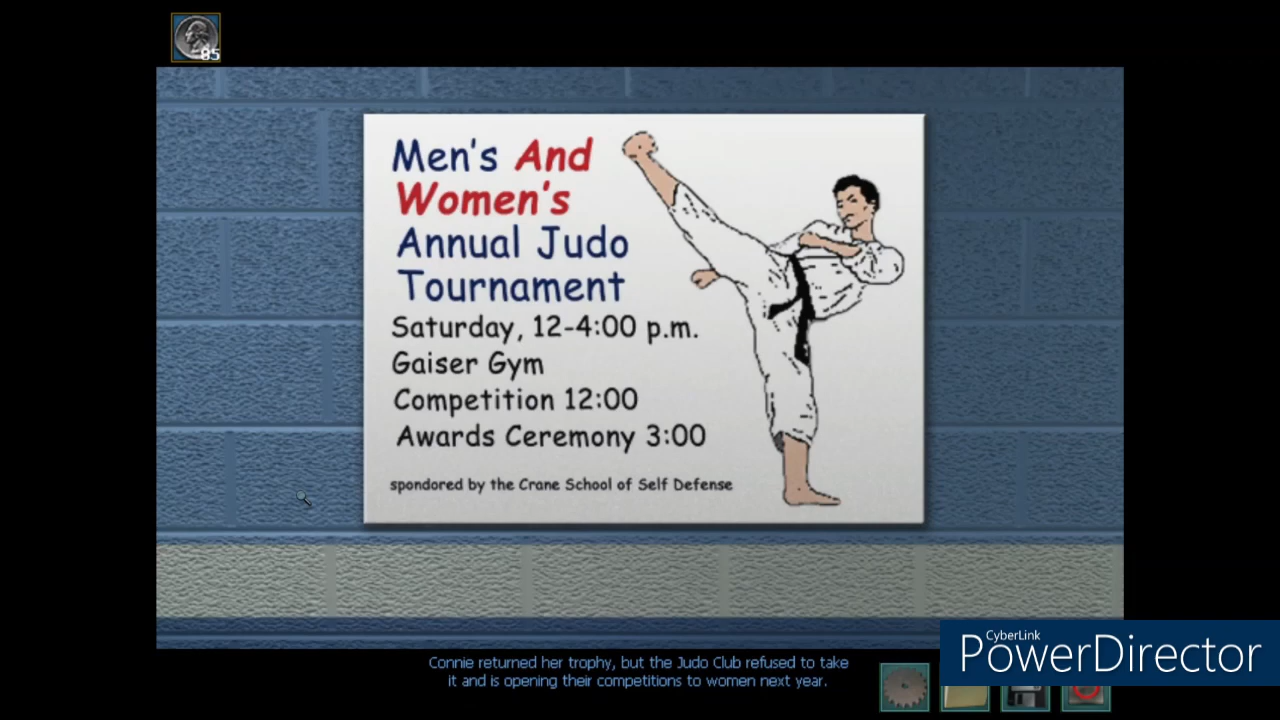 85
Men's And
Women's
Annual Judo
Tournament
Saturday, 12-4:00 p.m.
Gaiser Gym
Competition 12:00
Awards Ceremony 3:00
spondored by the Crane School of Self Defense
Connie returned her trophy, but the Judo Club refused to take
it and is opening their competitions to women next year.
CyberLink
PowerDirector